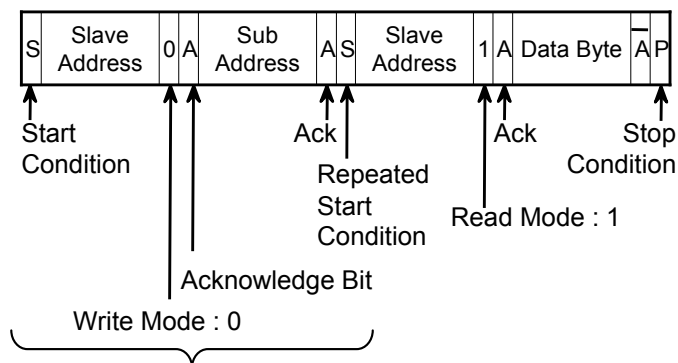 S Slave Address 0 A Sub Address A S Slave Address 1 A Data Byte A̅ P
Start Condition
Ack
Repeated Start Condition
Ack
Stop Condition
Read Mode : 1
Acknowledge Bit
Write Mode : 0